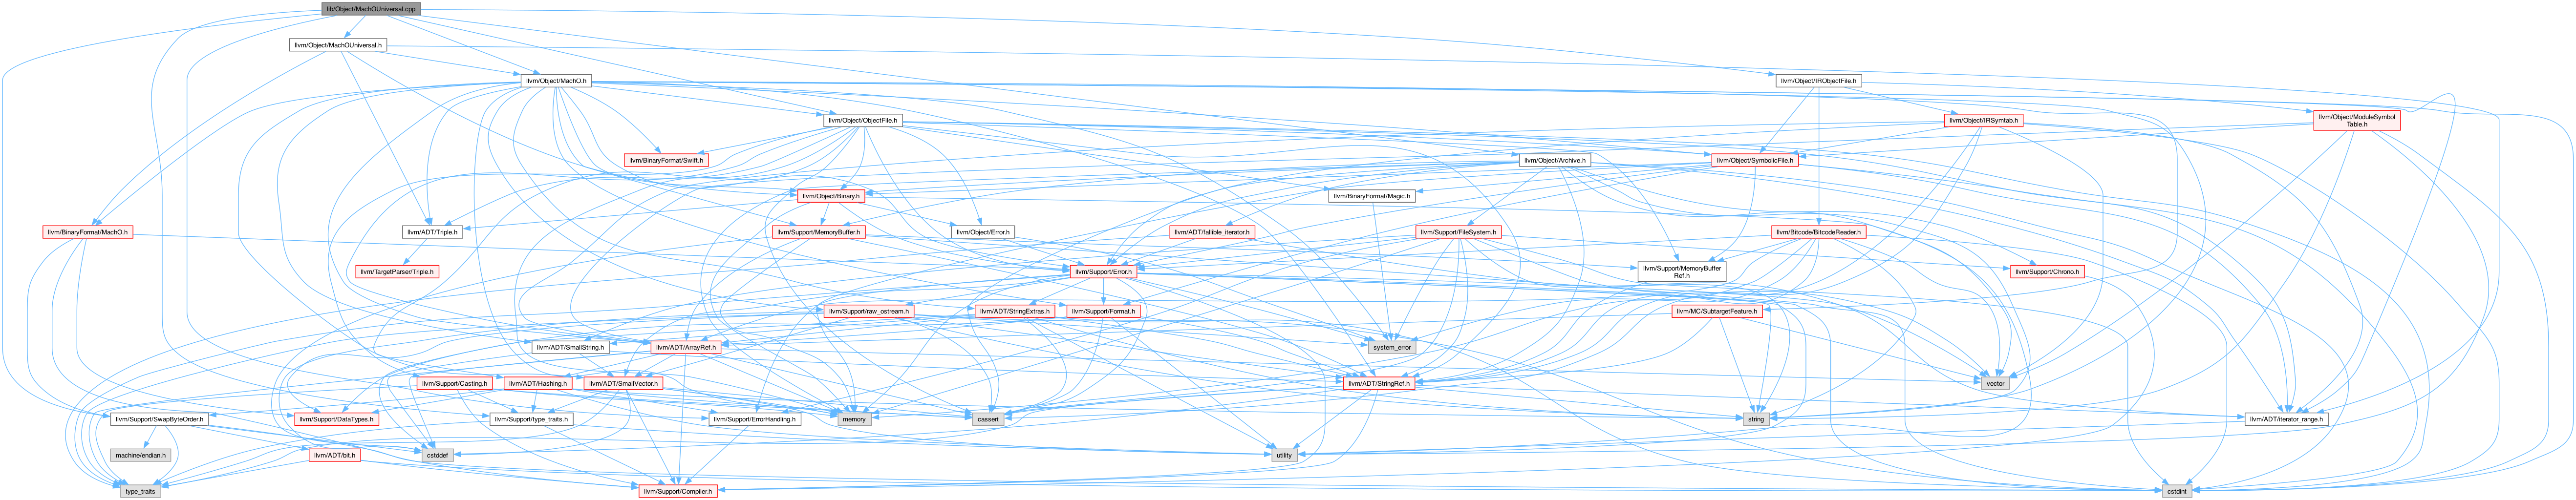 lib/Object/MachOUniversal.cpp
llvm/Object/MachOUniversal.h
llvm/Object/MachO.h
llvm/Object/IRObjectFile.h
llvm/Object/ObjectFile.h
llvm/Object/IRSymtab.h
llvm/Object/ModuleSymbol
Table.h
llvm/BinaryFormat/Swift.h
llvm/Object/Archive.h
llvm/Object/SymbolicFile.h
llvm/Object/Binary.h
llvm/BinaryFormat/Magic.h
llvm/BinaryFormat/MachO.h
llvm/ADT/Triple.h
llvm/Support/MemoryBuffer.h
llvm/Object/Error.h
llvm/ADT/fallible_iterator.h
llvm/Support/FileSystem.h
llvm/Bitcode/BitcodeReader.h
llvm/TargetParser/Triple.h
llvm/Support/Error.h
llvm/Support/MemoryBuffer
Ref.h
llvm/Support/Chrono.h
llvm/Support/raw_ostream.h
llvm/ADT/StringExtras.h
llvm/Support/Format.h
llvm/MC/SubtargetFeature.h
llvm/ADT/SmallString.h
llvm/ADT/ArrayRef.h
system_error
llvm/Support/Casting.h
llvm/ADT/Hashing.h
llvm/ADT/SmallVector.h
llvm/ADT/StringRef.h
vector
llvm/Support/SwapByteOrder.h
llvm/Support/DataTypes.h
llvm/Support/type_traits.h
llvm/Support/ErrorHandling.h
memory
cassert
string
llvm/ADT/iterator_range.h
machine/endian.h
llvm/ADT/bit.h
cstddef
utility
type_traits
llvm/Support/Compiler.h
cstdint